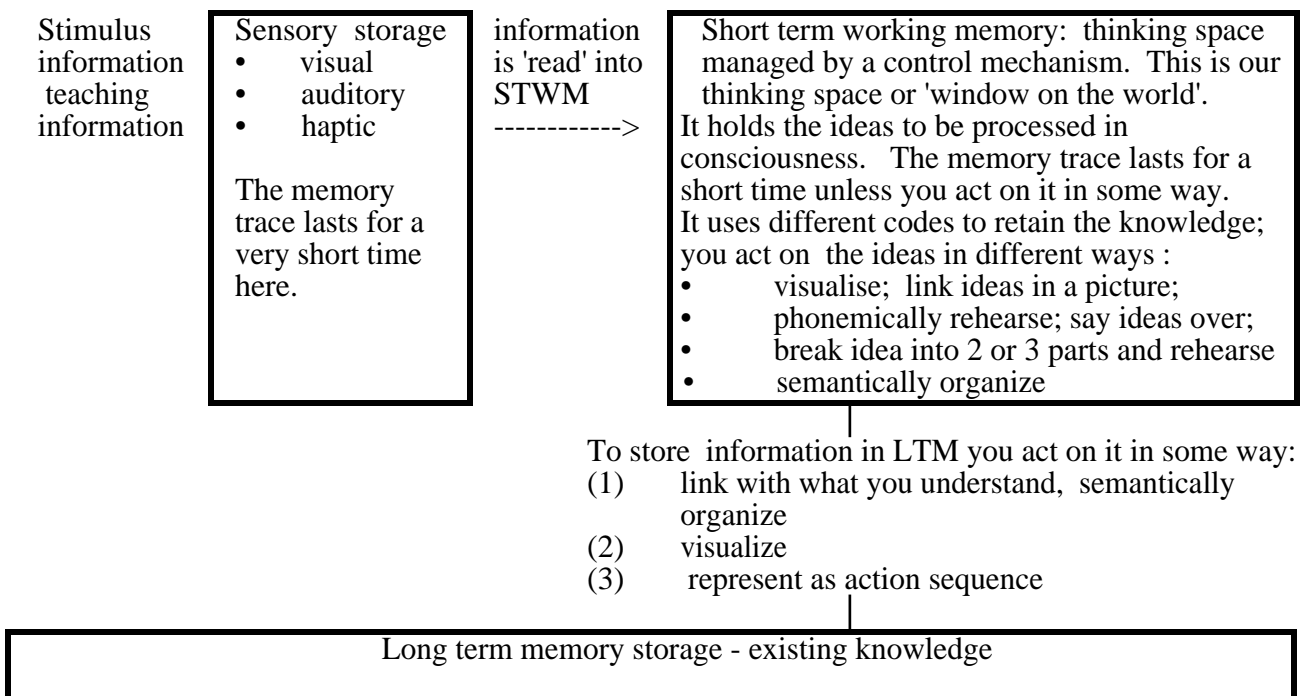 Stimulus
information
teaching
information
Sensory storage
• visual
• auditory
• haptic
The memory
trace lasts for a
very short time
here.
information
is 'read' into
STWM
------------>
Short term working memory: thinking space
managed by a control mechanism. This is our
thinking space or 'window on the world'.
It holds the ideas to be processed in
consciousness. The memory trace lasts for a
short time unless you act on it in some way.
It uses different codes to retain the knowledge;
you act on the ideas in different ways :
• visualise; link ideas in a picture;
• phonemically rehearse; say ideas over;
• break idea into 2 or 3 parts and rehearse
• semantically organize
To store information in LTM you act on it in some way:
(1) link with what you understand, semantically
organize
(2) visualize
(3) represent as action sequence
Long term memory storage - existing knowledge